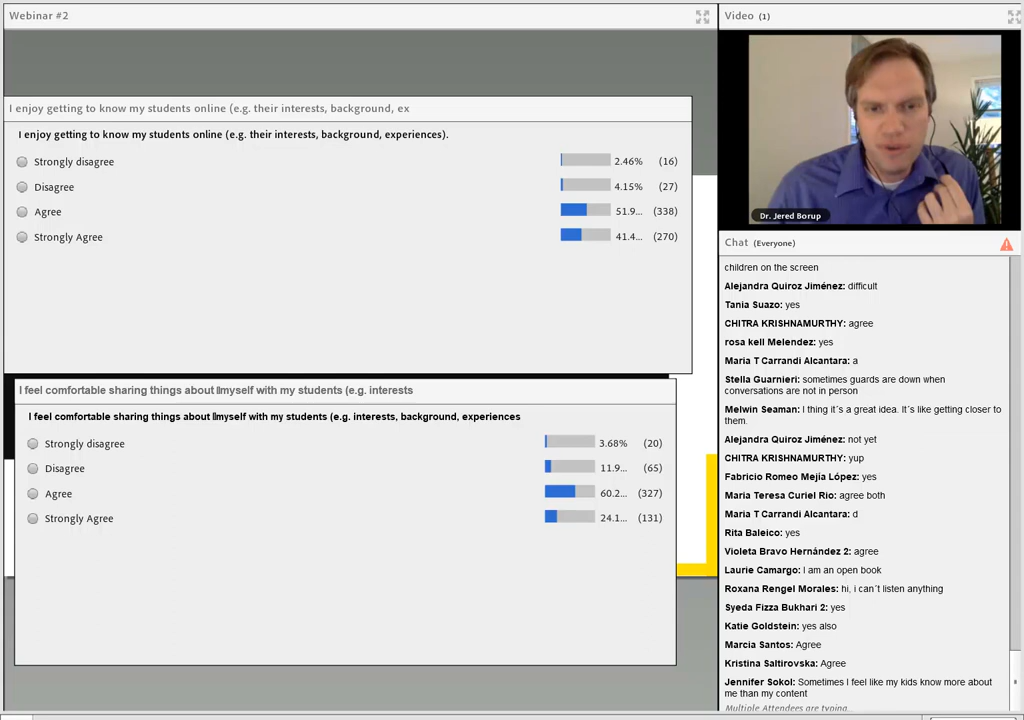 Webinar #2
I enjoy getting to know my students online (e.g. their interests, background, ex
I enjoy getting to know my students online (e.g. their interests, background, experiences).
Strongly disagree 2.46% (16)
Disagree 4.15% (27)
Agree 51.9... (338)
Strongly Agree 41.4... (270)
I feel comfortable sharing things about myself with my students (e.g. interests
I feel comfortable sharing things about myself with my students (e.g. interests, background, experiences
Strongly disagree 3.68% (20)
Disagree 11.9... (65)
Agree 60.2... (327)
Strongly Agree 24.1... (131)
Video (1)
Dr. Jered Borup
Chat (Everyone)
children on the screen
Alejandra Quiroz Jiménez: difficult
Tania Suazo: yes
CHITRA KRISHNAMURTHY: agree
rosa kell Melendez: yes
Maria T Carrandi Alcantara: a
Stella Guarnieri: sometimes guards are down when
conversations are not in person
Melwin Seaman: I thing it´s a great idea. It´s like getting closer to
them.
Alejandra Quiroz Jiménez: not yet
CHITRA KRISHNAMURTHY: yup
Fabricio Romeo Mejía López: yes
Maria Teresa Curiel Rio: agree both
Maria T Carrandi Alcantara: d
Rita Baleico: yes
Violeta Bravo Hernández 2: agree
Laurie Camargo: I am an open book
Roxana Rengel Morales: hi, i can´t listen anything
Syeda Fizza Bukhari 2: yes
Katie Goldstein: yes also
Marcia Santos: Agree
Kristina Saltirovska: Agree
Jennifer Sokol: Sometimes I feel like my kids know more about
me than my content
Multiple Attendees are typing...